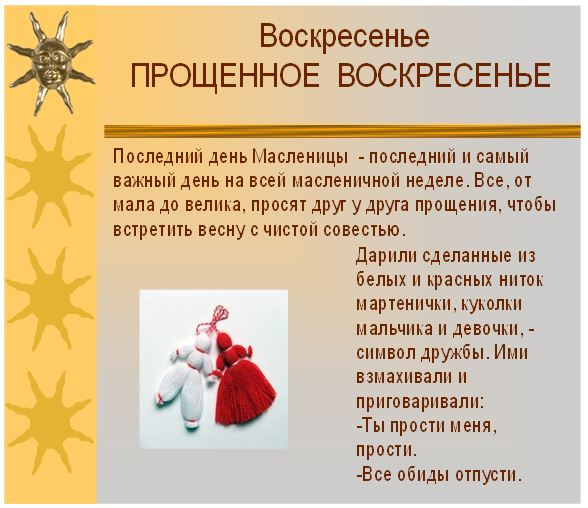 Воскресенье
ПРОЩЕННОЕ ВОСКРЕСЕНЬЕ
Последний день Масленицы - последний и самый
важный день на всей масленичной неделе. Все, от
мала до велика, просят друг у друга прощения, чтобы
встретить весну с чистой совестью.
Дарили сделанные из
белых и красных ниток
мартенички, куколки
мальчика и девочки, -
символ дружбы. Ими
взмахивали и
приговаривали:
-Ты прости меня,
прости.
-Все обиды отпусти.